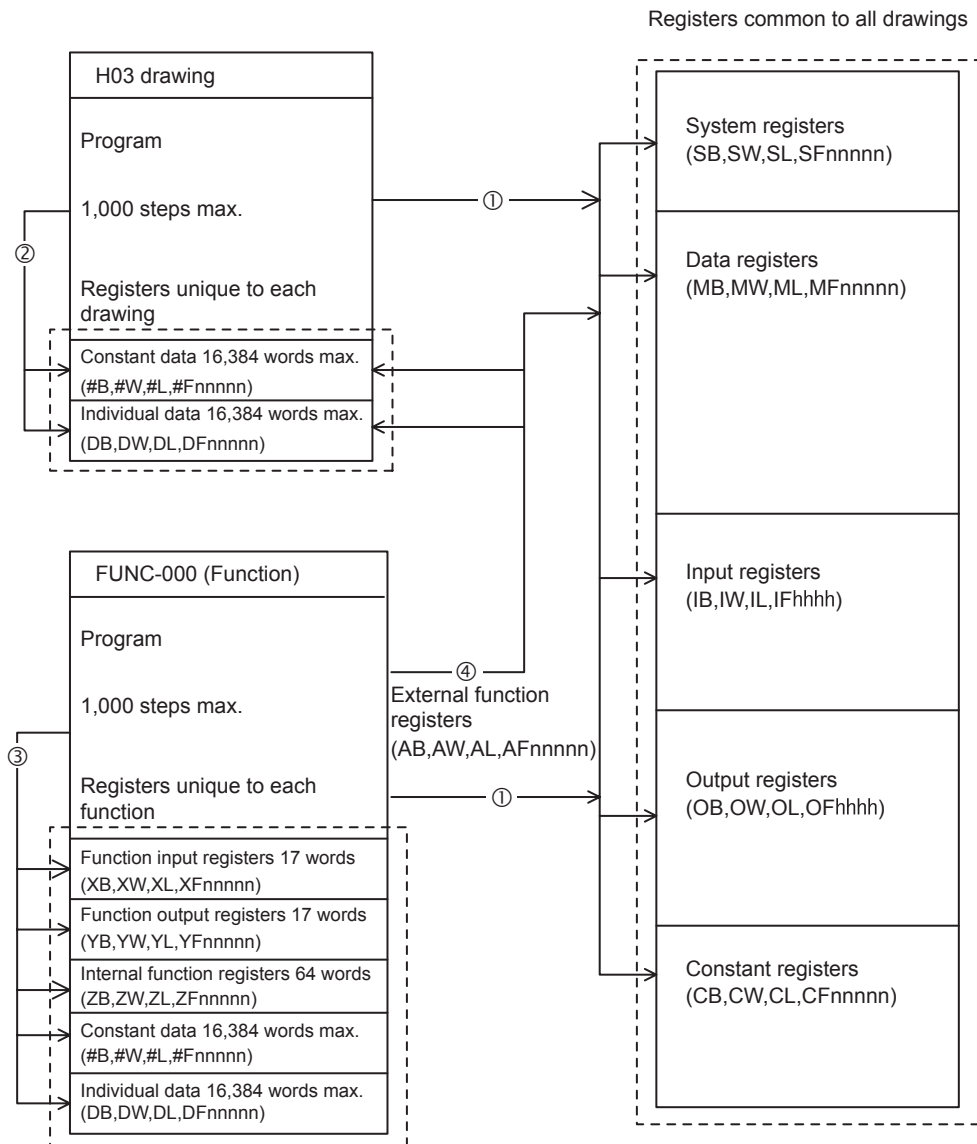 Registers common to all drawings
H03 drawing
Program
1,000 steps max.
Registers unique to each
drawing
Constant data 16,384 words max.
(#B,#W,#L,#Fnnnnn)
Individual data 16,384 words max.
(DB,DW,DL,DFnnnnn)
①
②
System registers
(SB,SW,SL,SFnnnnn)
Data registers
(MB,MW,ML,MFnnnnn)
Input registers
(IB,IW,IL,IFhhhh)
Output registers
(OB,OW,OL,OFhhhh)
Constant registers
(CB,CW,CL,CFnnnnn)
FUNC-000 (Function)
Program
1,000 steps max.
Registers unique to each
function
Function input registers 17 words
(XB,XW,XL,XFnnnnn)
Function output registers 17 words
(YB,YW,YL,YFnnnnn)
Internal function registers 64 words
(ZB,ZW,ZL,ZFnnnnn)
Constant data 16,384 words max.
(#B,#W,#L,#Fnnnnn)
Individual data 16,384 words max.
(DB,DW,DL,DFnnnnn)
③
④
External function
registers
(AB,AW,AL,AFnnnnn)
①